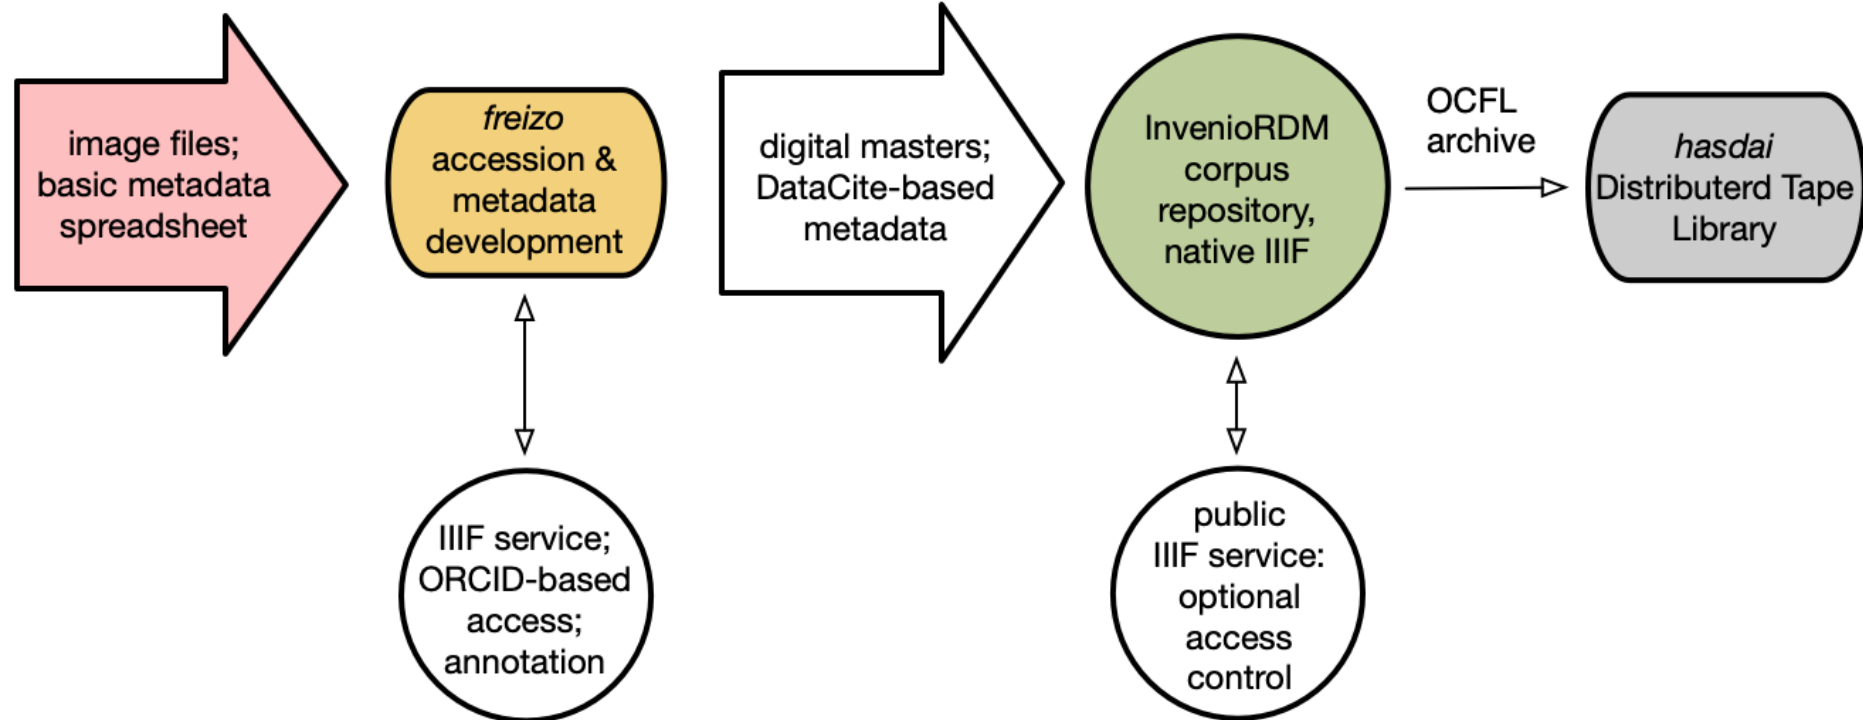 image files;
basic metadata
spreadsheet
freizo
accession &
metadata
development
IIIF service;
ORCID-based
access;
annotation
digital masters;
DataCite-based
metadata
InvenioRDM
corpus
repository,
native IIIF
public
IIIF service:
optional
access
control
OCFL
archive
hasdai
Distributerd Tape
Library